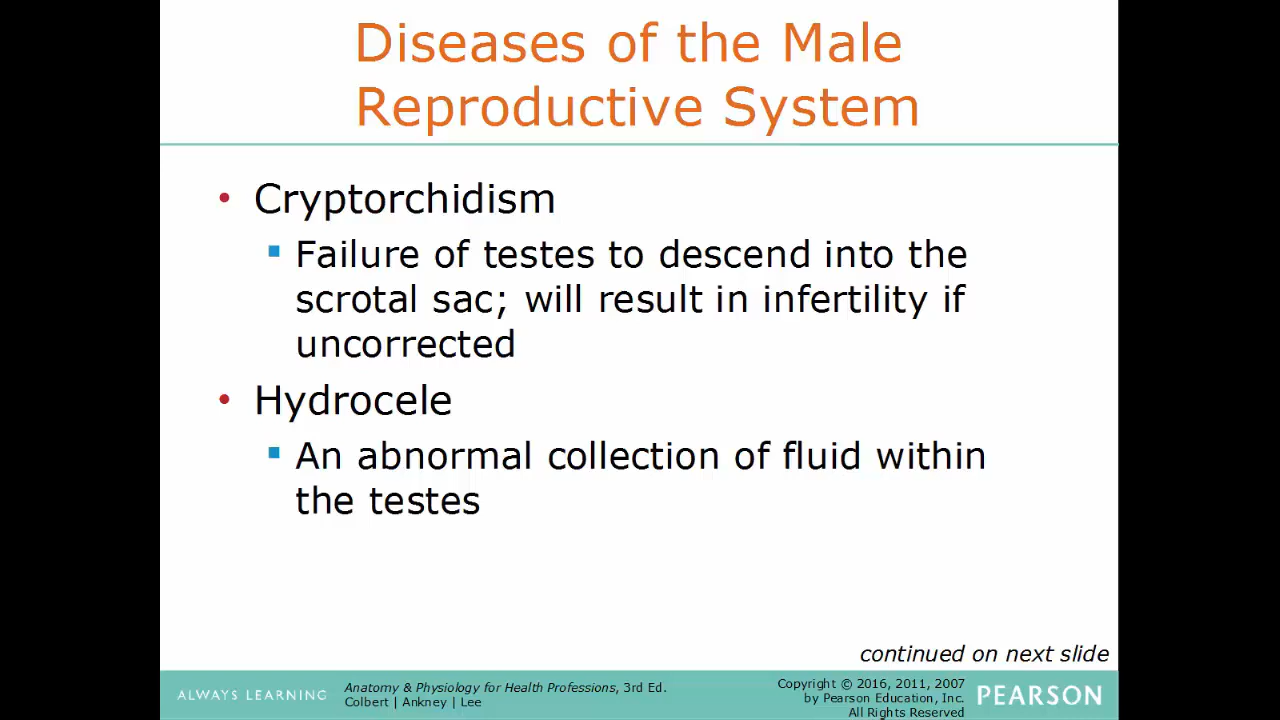 Diseases of the Male
Reproductive System
• Cryptorchidism
▪ Failure of testes to descend into the
scrotal sac; will result in infertility if
uncorrected
• Hydrocele
▪ An abnormal collection of fluid within
the testes
continued on next slide
ALWAYS LEARNING
Anatomy & Physiology for Health Professions, 3rd Ed.
Colbert | Ankney | Lee
Copyright © 2016, 2011, 2007
by Pearson Education, Inc.
All Rights Reserved
PEARSON